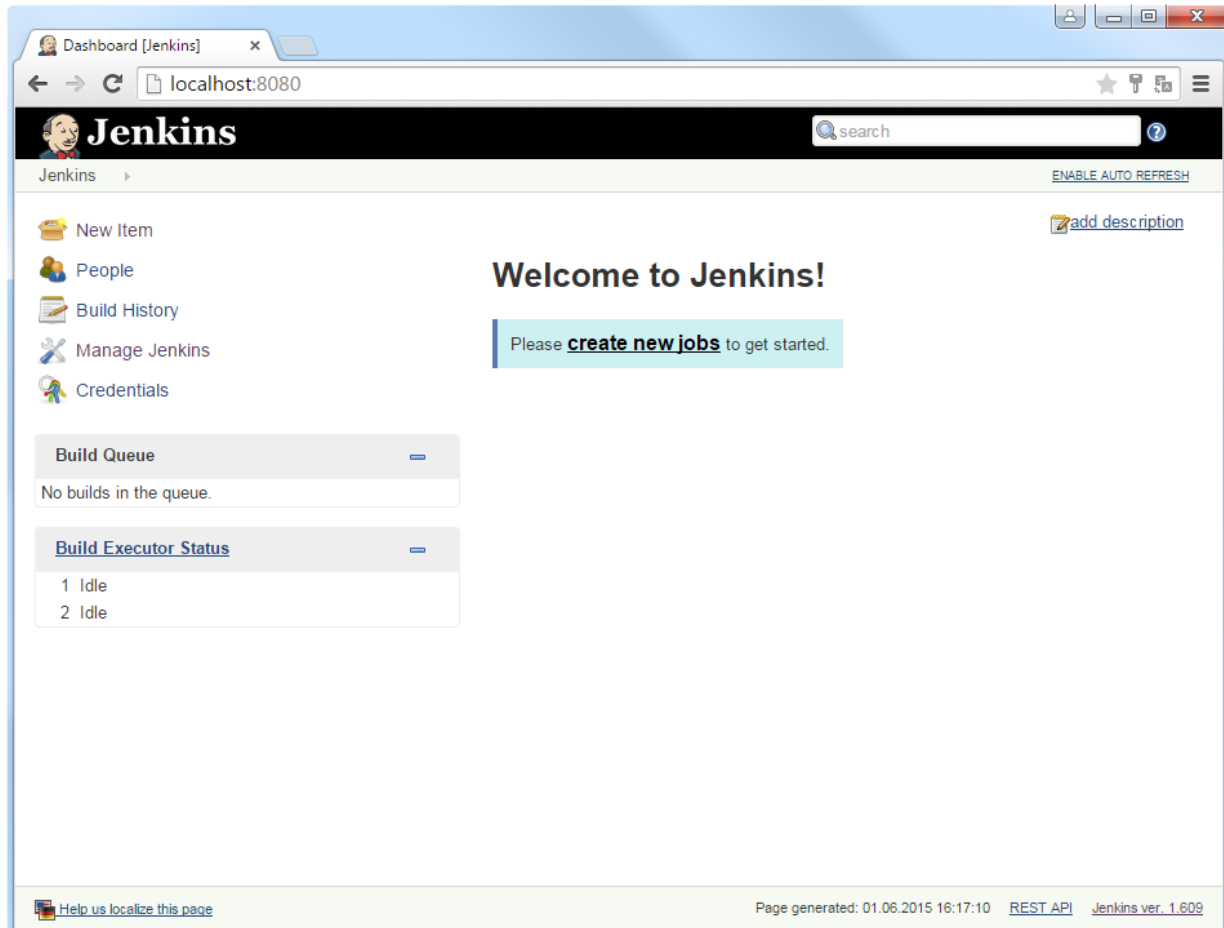 Dashboard [Jenkins]
localhost:8080
Jenkins
search
Jenkins
ENABLE AUTO REFRESH
add description
New Item
People
Build History
Manage Jenkins
Credentials
Welcome to Jenkins!
Please create new jobs to get started.
Build Queue
No builds in the queue.
Build Executor Status
1 Idle
2 Idle
Help us localize this page
Page generated: 01.06.2015 16:17:10 REST API Jenkins ver. 1.609